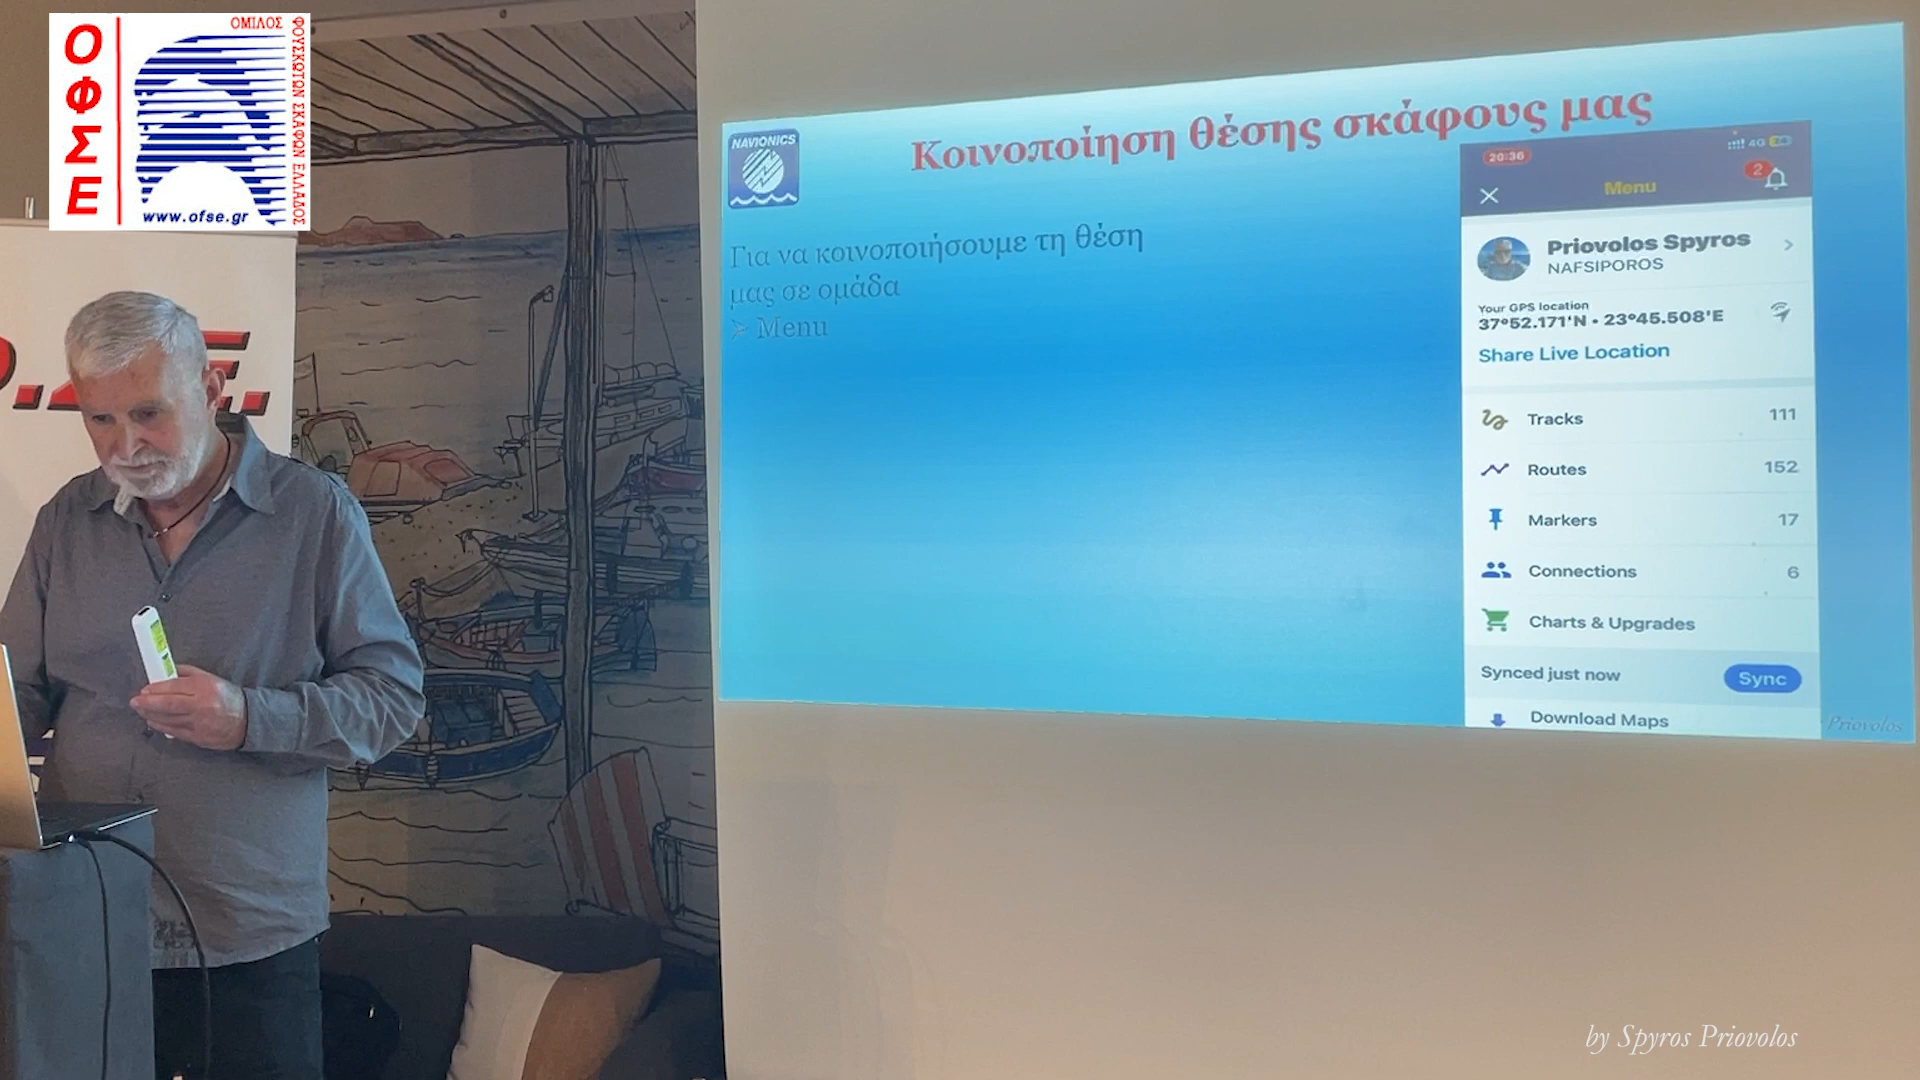 ΟΦΣΕ
ΟΜΙΛΟΣ
ΦΟΥΣΚΩΤΩΝ ΣΚΑΦΩΝ ΕΛΛΑΔΟΣ
www.ofse.gr
NAVIONICS
Κοινοποίηση θέσης σκάφους μας
Για να κοινοποιήσουμε τη θέση
μας σε ομάδα
➢ Menu
20:36
4G
Menu
2
Priovolos Spyros
NAFSIPOROS
Your GPS location
37°52.171'N • 23°45.508'E
Share Live Location
Tracks 111
Routes 152
Markers 17
Connections 6
Charts & Upgrades
Synced just now Sync
Download Maps
Priovolos
by Spyros Priovolos